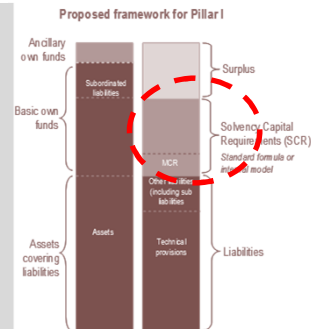 Proposed framework for Pillar I
Ancillary
own funds
Subordinated
liabilities
Surplus
Basic own
funds
Solvency Capital
Requirements (SCR)
Standard formula or
internal model
MCR
Other liabilities
(including sub
liabilities
Assets
Technical
provisions
Assets
covering
liabilities
Liabilities